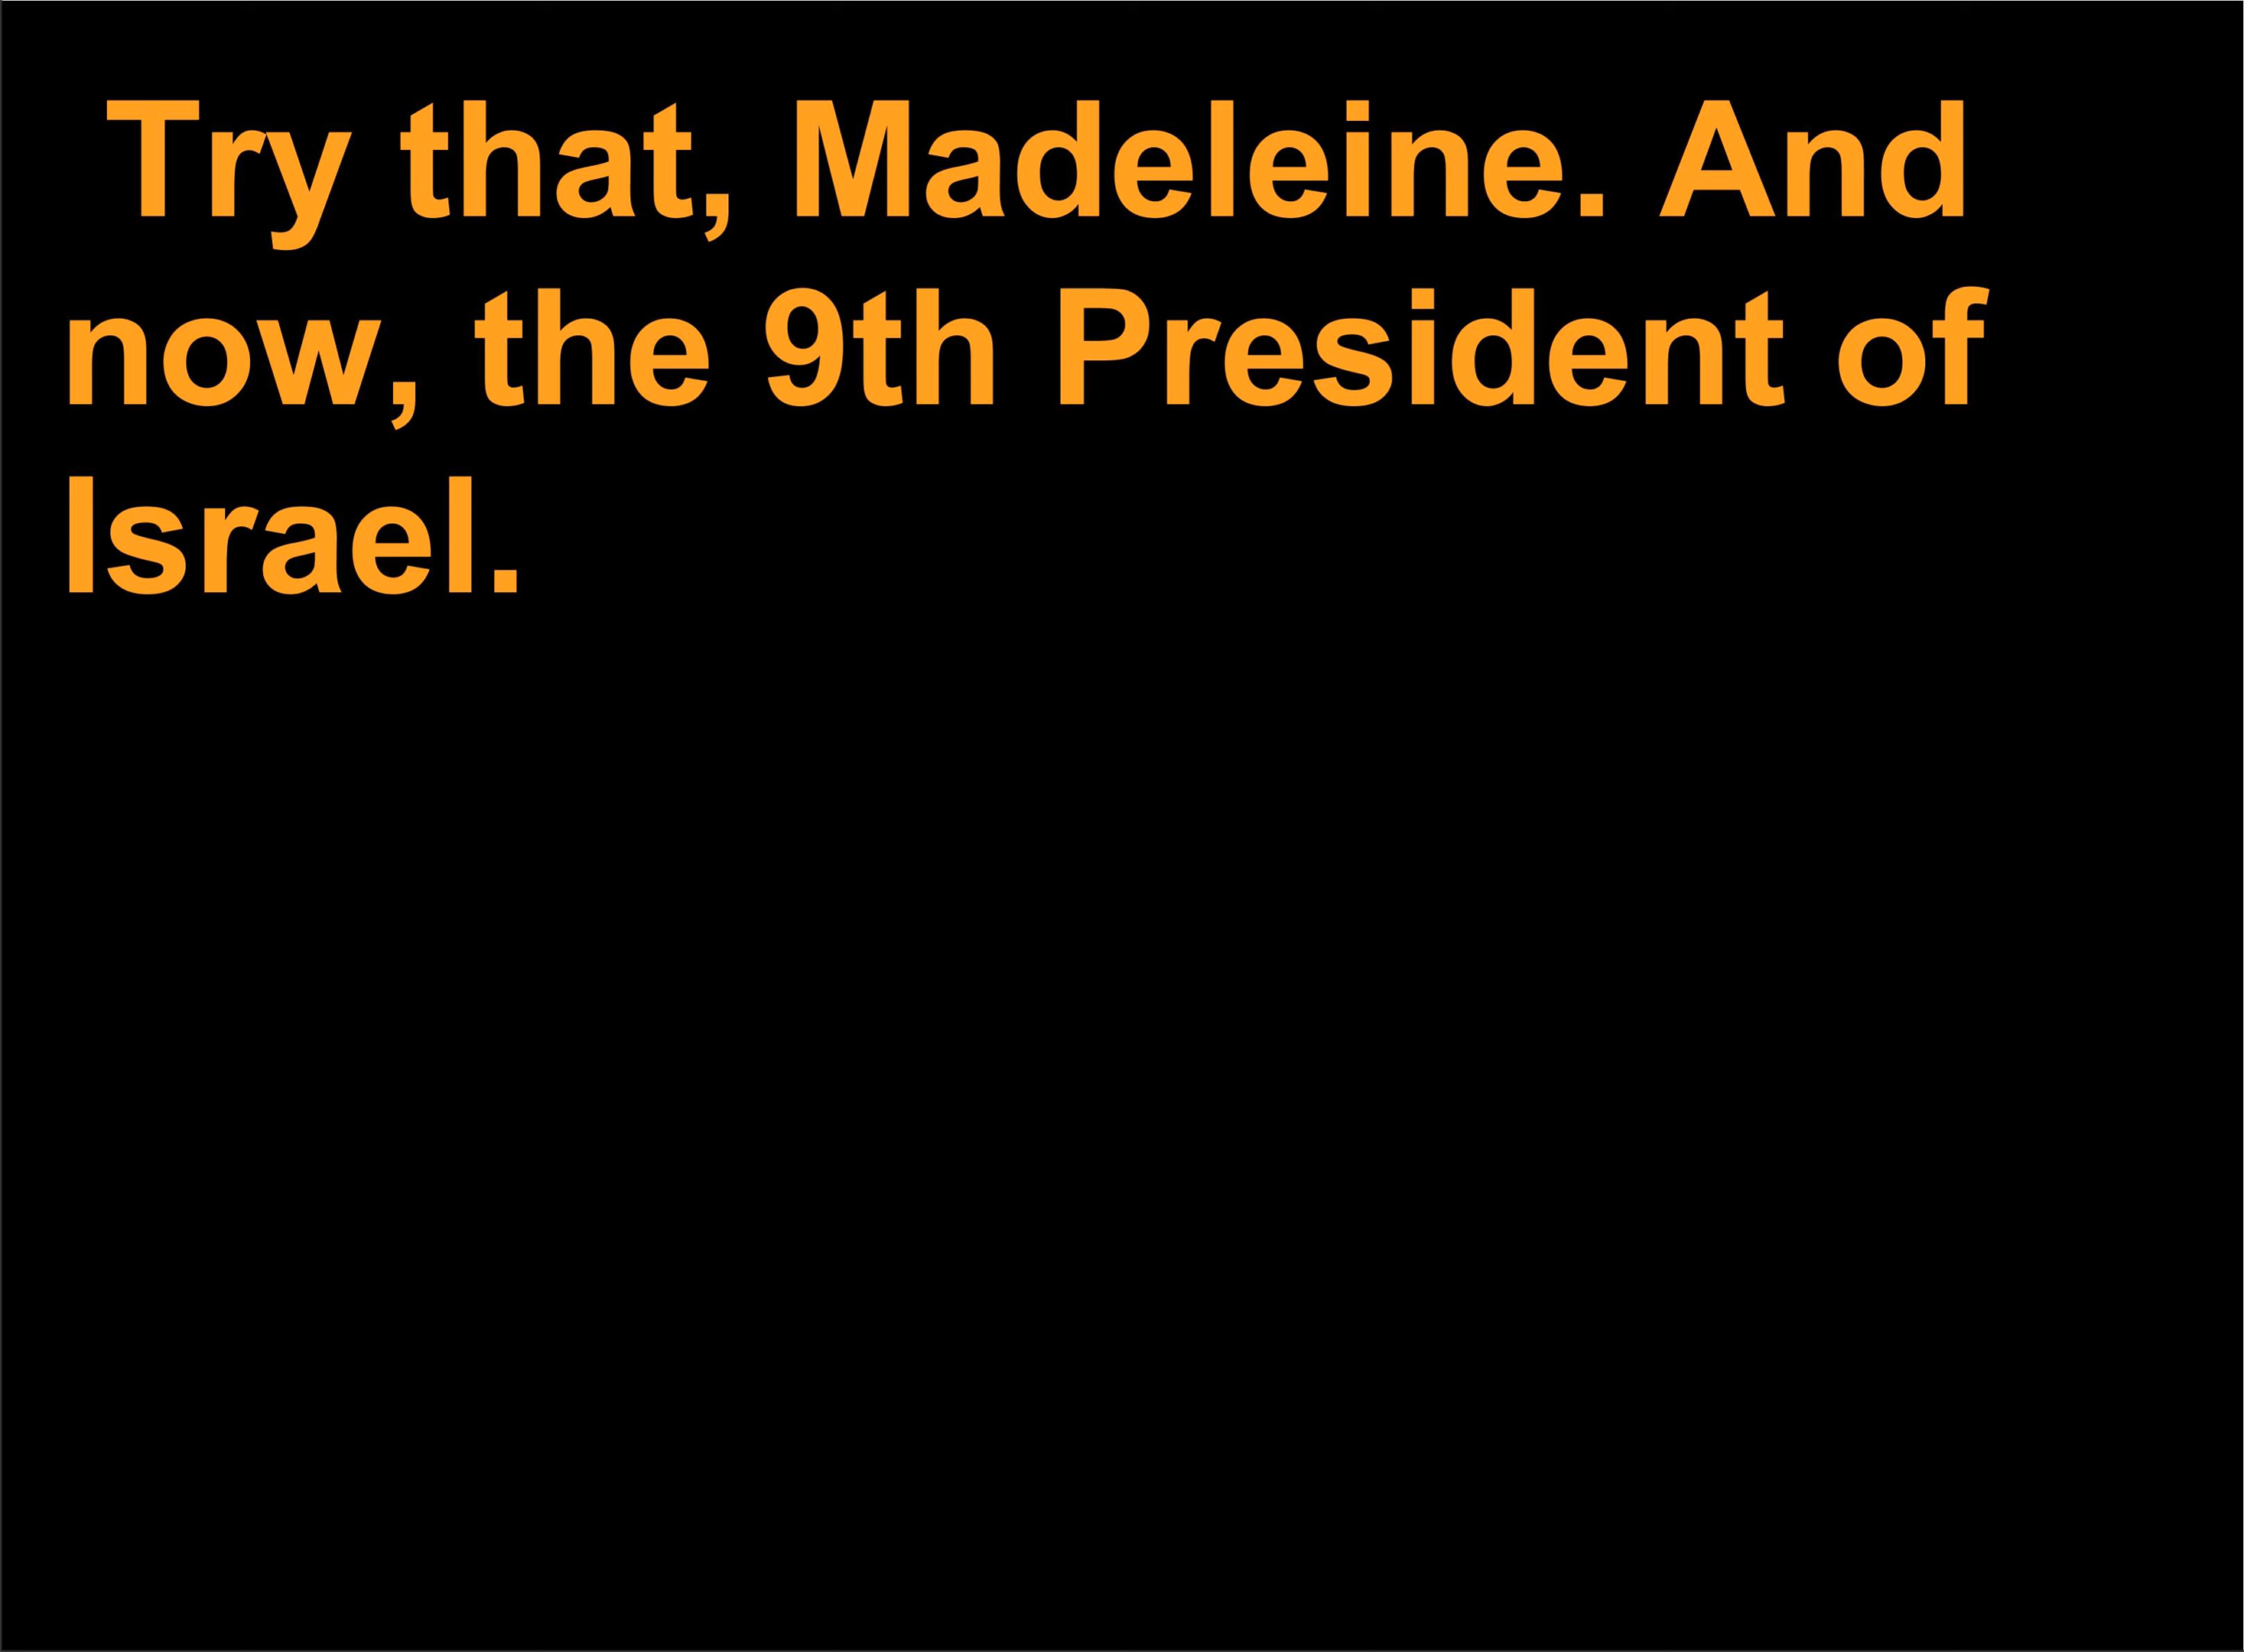 Try that, Madeleine. And
now, the 9th President of
Israel.